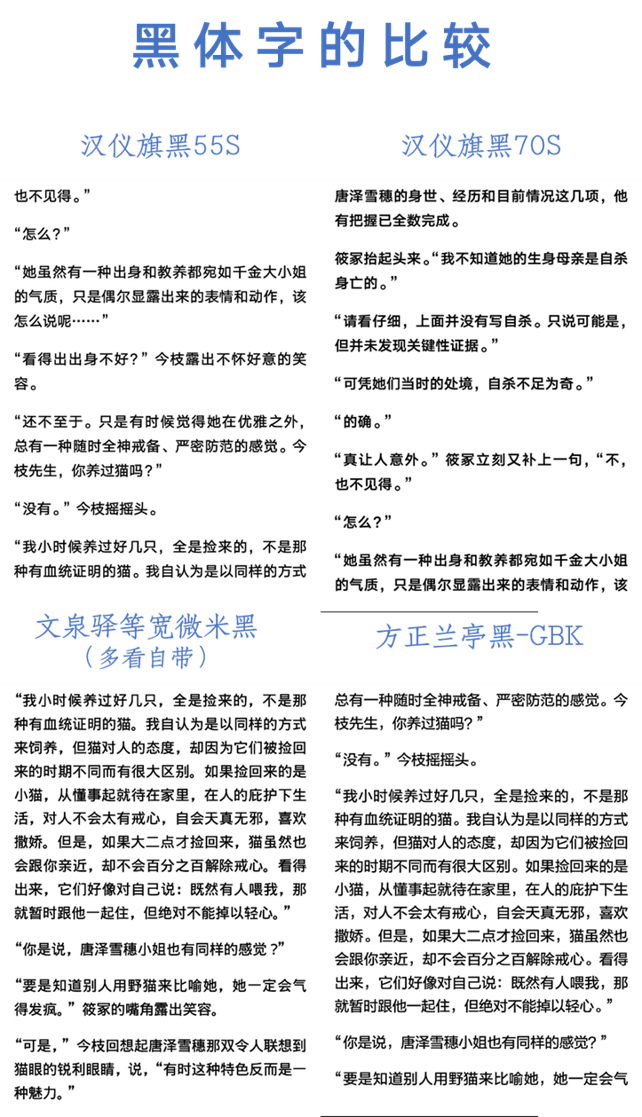 黑体字的比较
汉仪旗黑55S
也不见得。”
“怎么？”
“她虽然有一种出身和教养都宛如千金大小姐
的气质，只是偶尔显露出来的表情和动作，该
怎么说呢……”
“看得出出身不好？”今枝露出不怀好意的笑
容。
“还不至于。只是有时候觉得她在优雅之外，
总有一种随时全神戒备、严密防范的感觉。今
枝先生，你养过猫吗？”
“没有。”今枝摇摇头。
“我小时候养过好几只，全是捡来的，不是那
种有血统证明的猫。我自认为是以同样的方式
汉仪旗黑70S
唐泽雪穗的身世、经历和目前情况这几项，他
有把握已全数完成。
筱冢抬起头来。“我不知道她的生身母亲是自杀
身亡的。”
“请看仔细，上面并没有写自杀。只说可能是，
但并未发现关键性证据。”
“可凭她们当时的处境，自杀不足为奇。”
“的确。”
“真让人意外。”筱冢立刻又补上一句，“不，
也不见得。”
“怎么？”
“她虽然有一种出身和教养都宛如千金大小姐
的气质，只是偶尔显露出来的表情和动作，该
文泉驿等宽微米黑
（多看自带）
“我小时候养过好几只，全是捡来的，不是那
种有血统证明的猫。我自认为是以同样的方式
来饲养，但猫对人的态度，却因为它们被捡回
来的时期不同而有很大区别。如果捡回来的是
小猫，从懂事起就待在家里，在人的庇护下生
活，对人不会太有戒心，自会天真无邪，喜欢
撒娇。但是，如果大二点才捡回来，猫虽然也
会跟你亲近，却不会百分之百解除戒心。看得
出来，它们好像对自己说：既然有人喂我，那
就暂时跟他一起住，但绝对不能掉以轻心。”
“你是说，唐泽雪穗小姐也有同样的感觉？”
“要是知道别人用野猫来比喻她，她一定会气
得发疯。”筱冢的嘴角露出笑容。
“可是，”今枝回想起唐泽雪穗那双令人联想到
猫眼的锐利眼睛，说，“有时这种特色反而是一
种魅力。”
方正兰亭黑-GBK
总有一种随时全神戒备、严密防范的感觉。今
枝先生，你养过猫吗？”
“没有。”今枝摇摇头。
“我小时候养过好几只，全是捡来的，不是那
种有血统证明的猫。我自认为是以同样的方式
来饲养，但猫对人的态度，却因为它们被捡回
来的时期不同而有很大区别。如果捡回来的是
小猫，从懂事起就待在家里，在人的庇护下生
活，对人不会太有戒心，自会天真无邪，喜欢
撒娇。但是，如果大二点才捡回来，猫虽然也
会跟你亲近，却不会百分之百解除戒心。看得
出来，它们好像对自己说：既然有人喂我，那
就暂时跟他一起住，但绝对不能掉以轻心。”
“你是说，唐泽雪穗小姐也有同样的感觉？”
“要是知道别人用野猫来比喻她，她一定会气